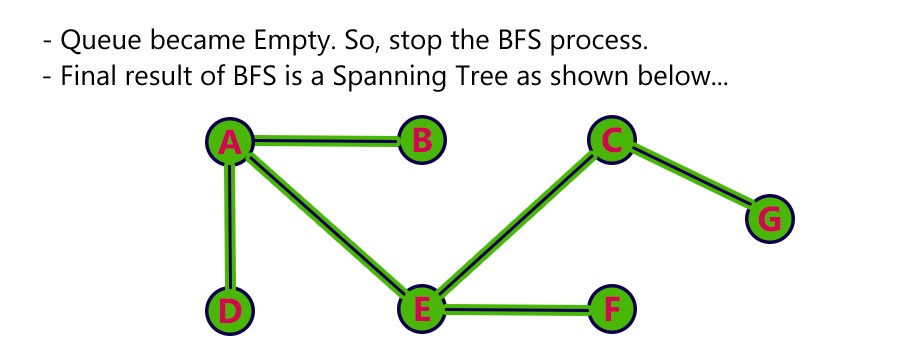 - Queue became Empty. So, stop the BFS process.
- Final result of BFS is a Spanning Tree as shown below...
A B C
G
D E F